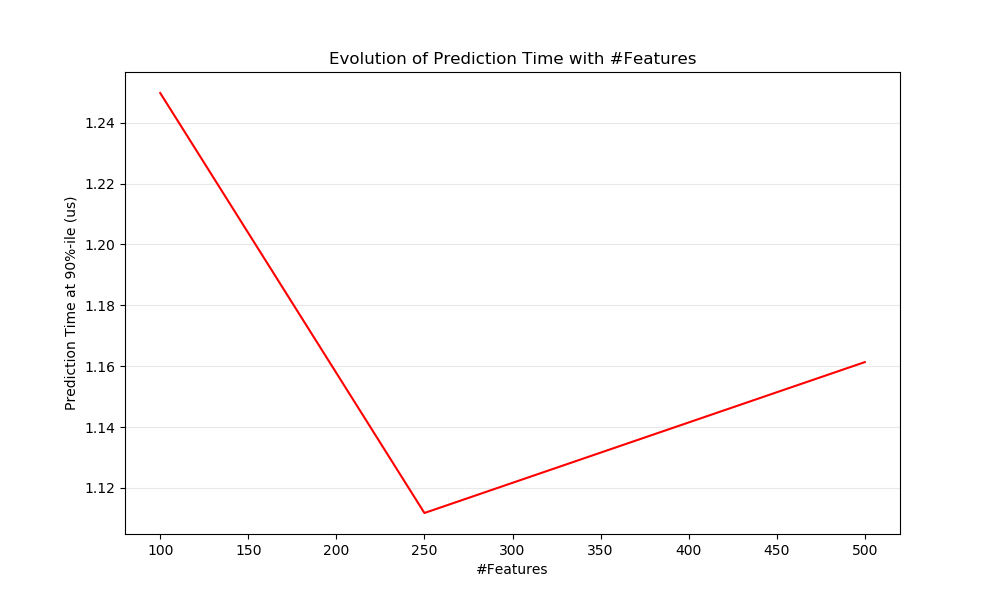 Evolution of Prediction Time with #Features
Prediction Time at 90%-ile (us)
1.24
1.22
1.20
1.18
1.16
1.14
1.12
100 150 200 250 300 350 400 450 500
#Features